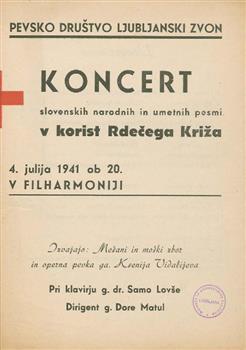 PEVSKO DRUŠTVO LJUBLJANSKI ZVON
KONCERT
slovenskih narodnih in umetnih pesmi
v korist Rdečega Križa
4. julija 1941 ob 20.
V FILHARMONIJI
Izvajajo: Mešani in moški zbor
in operna pevka ga. Ksenija Vidalijeva
Pri klavirju g. dr. Samo Lovše
Dirigent g. Dore Matul